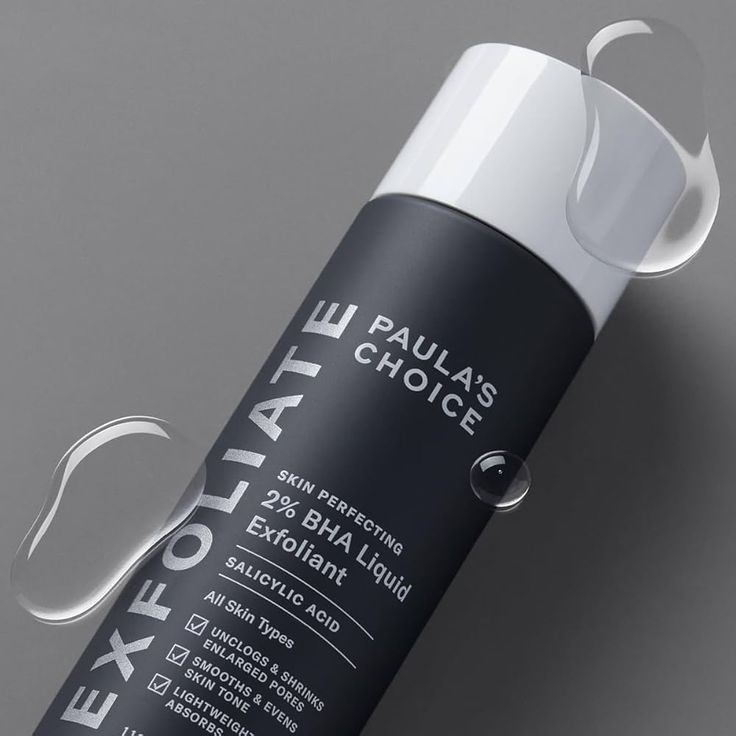 EXFOLIATE
PAULA'S
CHOICE
SKIN PERFECTING
2% BHA Liquid
Exfoliant
SALICYLIC ACID
All Skin Types
UNCLOGS & SHRINKS
ENLARGED PORES
SMOOTHS & EVENS
SKIN TONE
LIGHTWEIGHT
ABSORBS